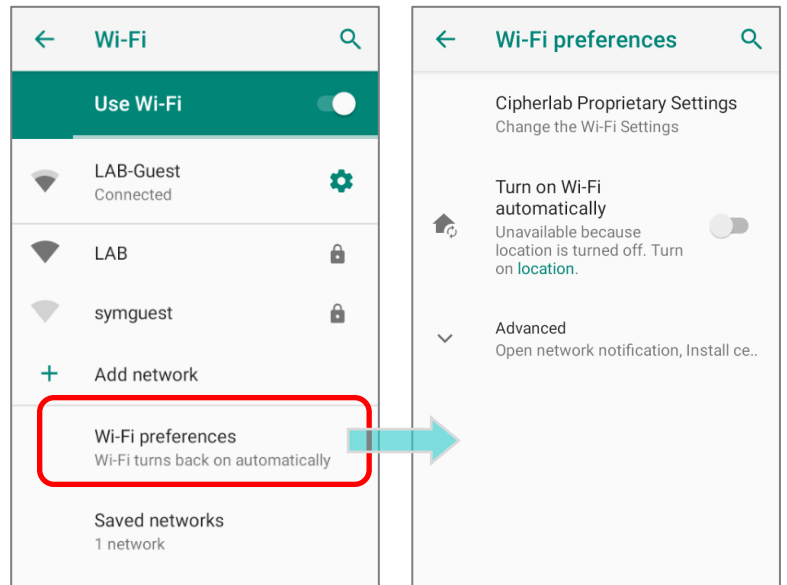 Wi-Fi
Use Wi-Fi
LAB-Guest
Connected
LAB
symguest
Add network
Wi-Fi preferences
Wi-Fi turns back on automatically
Saved networks
1 network
Wi-Fi preferences
Cipherlab Proprietary Settings
Change the Wi-Fi Settings
Turn on Wi-Fi
automatically
Unavailable because
location is turned off. Turn
on location.
Advanced
Open network notification, Install ce..